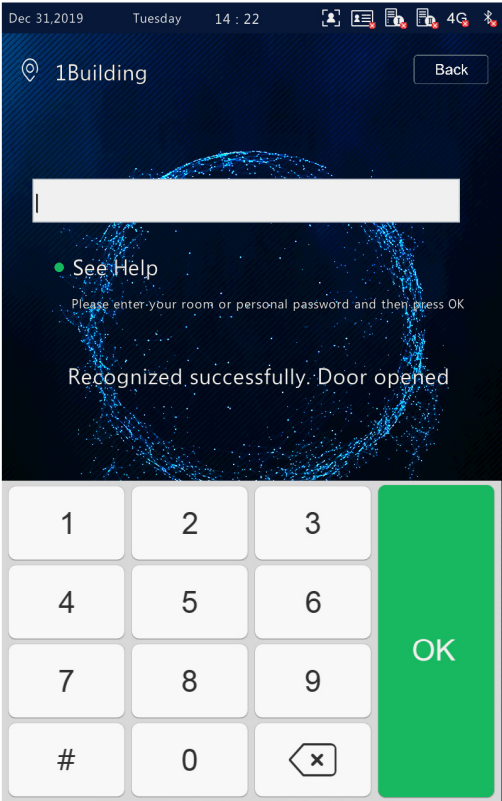 Dec 31,2019 Tuesday 14 : 22 4G
1Building
Back
See Help
Please enter your room or personal password and then press OK
Recognized successfully. Door opened
1 2 3
4 5 6
OK
7 8 9
# 0